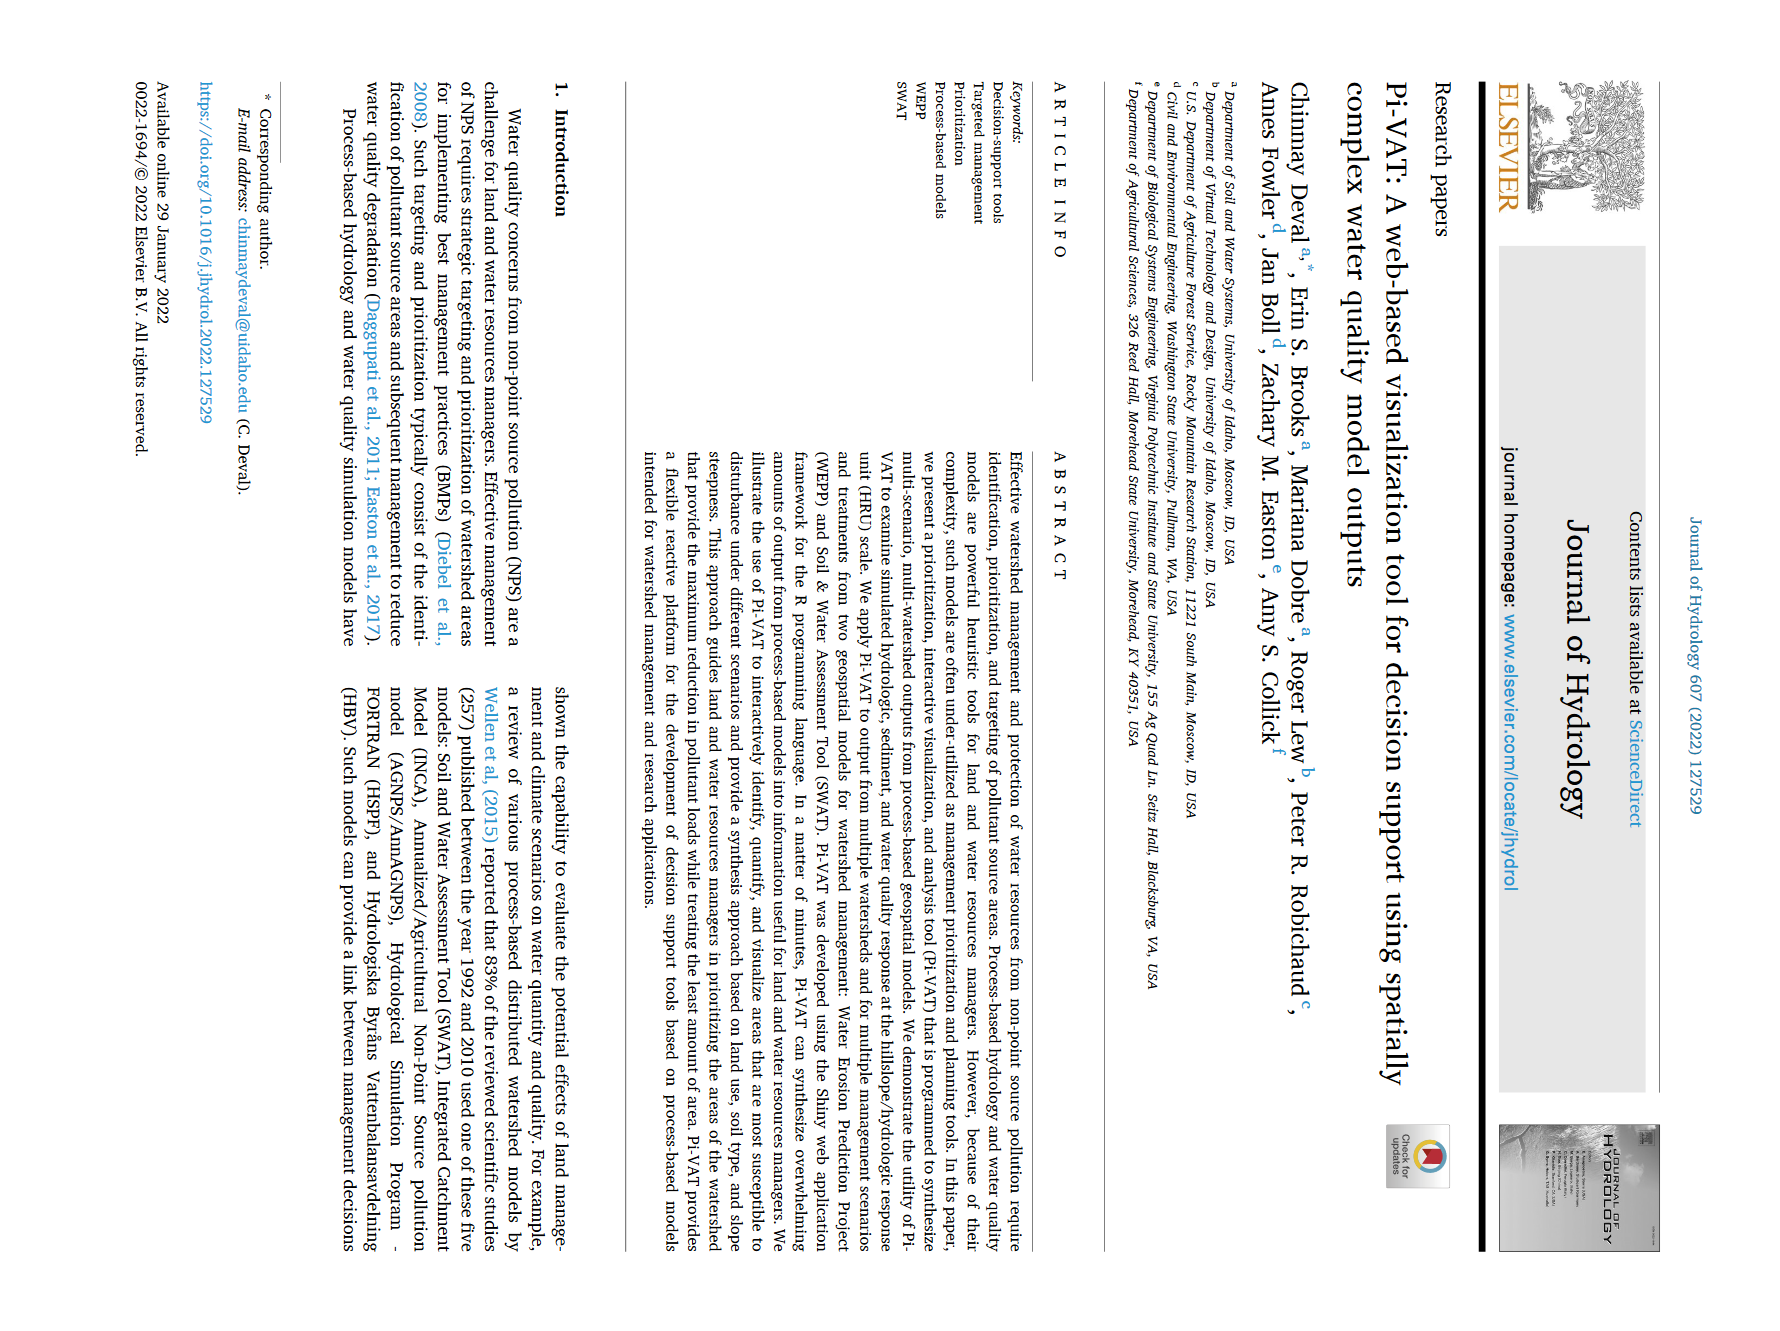 Journal of Hydrology 607 (2022) 127529
Contents lists available at ScienceDirect
Journal of Hydrology
journal homepage: www.elsevier.com/locate/jhydrol
ELSEVIER
JOURNAL OF
HYDROLOGY
Research papers
Pi-VAT: A web-based visualization tool for decision support using spatially
complex water quality model outputs
Check for
updates
Chinmay Deval a,*, Erin S. Brooks a, Mariana Dobre a, Roger Lew b, Peter R. Robichaud c,
Annes Fowler d, Jan Boll d, Zachary M. Easton e, Amy S. Collick f
a Department of Soil and Water Systems, University of Idaho, Moscow, ID, USA
b Department of Virtual Technology and Design, University of Idaho, Moscow, ID, USA
c U.S. Department of Agriculture Forest Service, Rocky Mountain Research Station, 11221 South Main, Moscow, ID, USA
d Civil and Environmental Engineering, Washington State University, Pullman, WA, USA
e Department of Biological Systems Engineering, Virginia Polytechnic Institute and State University, 155 Ag Quad Ln. Seitz Hall, Blacksburg, VA, USA
f Department of Agricultural Sciences, 326 Reed Hall, Morehead State University, Morehead, KY 40351, USA
ARTICLE INFO
Keywords:
Decision-support tools
Targeted management
Prioritization
Process-based models
WEPP
SWAT
ABSTRACT
Effective watershed management and protection of water resources from non-point source pollution require
identification, prioritization, and targeting of pollutant source areas. Process-based hydrology and water quality
models are powerful heuristic tools for land and water resources managers. However, because of their
complexity, such models are often under-utilized as management prioritization and planning tools. In this paper,
we present a prioritization, interactive visualization, and analysis tool (Pi-VAT) that is programmed to synthesize
multi-scenario, multi-watershed outputs from process-based geospatial models. We demonstrate the utility of Pi-
VAT to examine simulated hydrologic, sediment, and water quality response at the hillslope/hydrologic response
unit (HRU) scale. We apply Pi-VAT to output from multiple watersheds and for multiple management scenarios
and treatments from two geospatial models for watershed management: Water Erosion Prediction Project
(WEPP) and Soil & Water Assessment Tool (SWAT). Pi-VAT was developed using the Shiny web application
framework for the R programming language. In a matter of minutes, Pi-VAT can synthesize overwhelming
amounts of output from process-based models into information useful for land and water resources managers. We
illustrate the use of Pi-VAT to interactively identify, quantify, and visualize areas that are most susceptible to
disturbance under different scenarios and provide a synthesis approach based on land use, soil type, and slope
steepness. This approach guides land and water resources managers in prioritizing the areas of the watershed
that provide the maximum reduction in pollutant loads while treating the least amount of area. Pi-VAT provides
a flexible reactive platform for the development of decision support tools based on process-based models
intended for watershed management and research applications.
1. Introduction
Water quality concerns from non-point source pollution (NPS) are a
challenge for land and water resources managers. Effective management
of NPS requires strategic targeting and prioritization of watershed areas
for implementing best management practices (BMPs) (Diebel et al.,
2008). Such targeting and prioritization typically consist of the identi-
fication of pollutant source areas and subsequent management to reduce
water quality degradation (Daggupati et al., 2011; Easton et al., 2017).
Process-based hydrology and water quality simulation models have
shown the capability to evaluate the potential effects of land manage-
ment and climate scenarios on water quantity and quality. For example,
a review of various process-based distributed watershed models by
Wellen et al, (2015) reported that 83% of the reviewed scientific studies
(257) published between the year 1992 and 2010 used one of these five
models: Soil and Water Assessment Tool (SWAT), Integrated Catchment
Model (INCA), Annualized/Agricultural Non-Point Source pollution
model (AGNPS/AnnAGNPS), Hydrological Simulation Program -
FORTRAN (HSPF), and Hydrologiska Byråns Vattenbalansavdelning
(HBV). Such models can provide a link between management decisions
* Corresponding author.
E-mail address: chinmaydeval@uidaho.edu (C. Deval).
https://doi.org/10.1016/j.jhydrol.2022.127529
Available online 29 January 2022
0022-1694/© 2022 Elsevier B.V. All rights reserved.